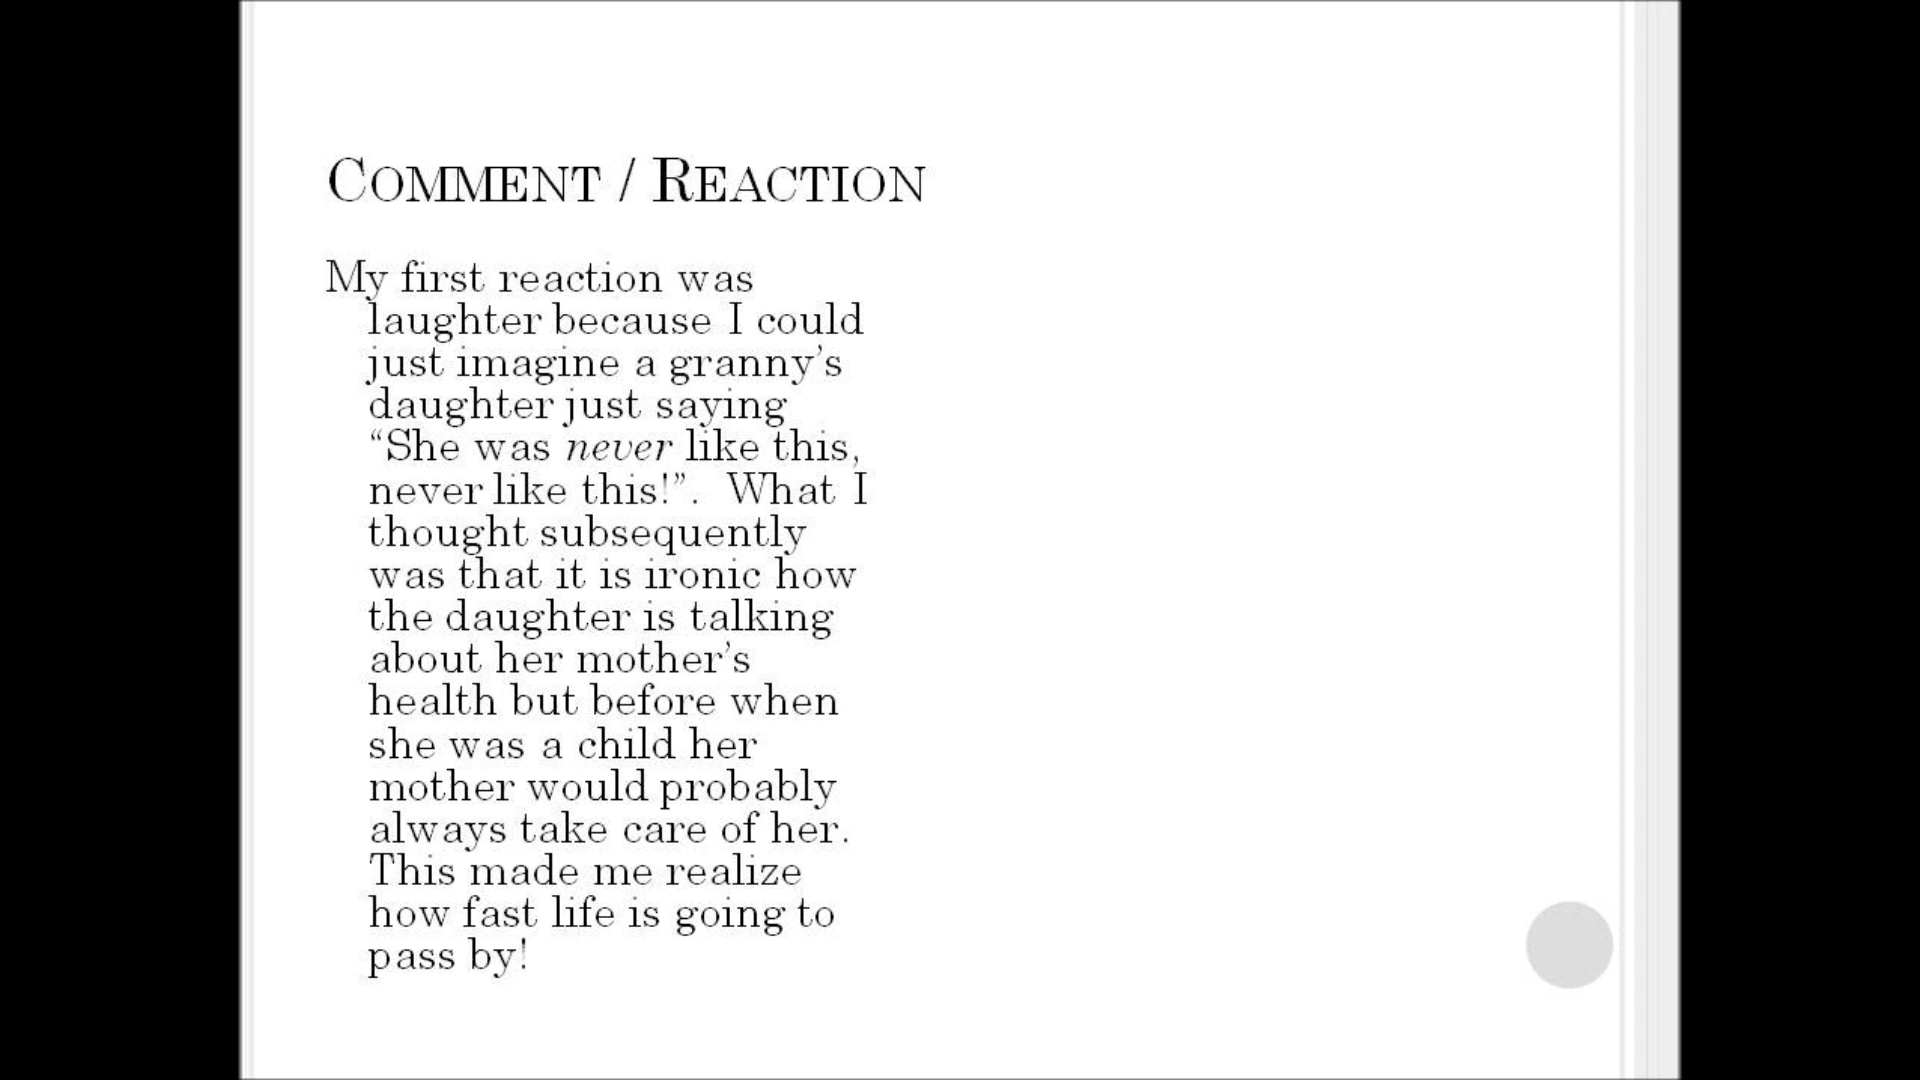 Comment / Reaction
My first reaction was
laughter because I could
just imagine a granny’s
daughter just saying
“She was never like this,
never like this!”.  What I
thought subsequently
was that it is ironic how
the daughter is talking
about her mother’s
health but before when
she was a child her
mother would probably
always take care of her.
This made me realize
how fast life is going to
pass by!